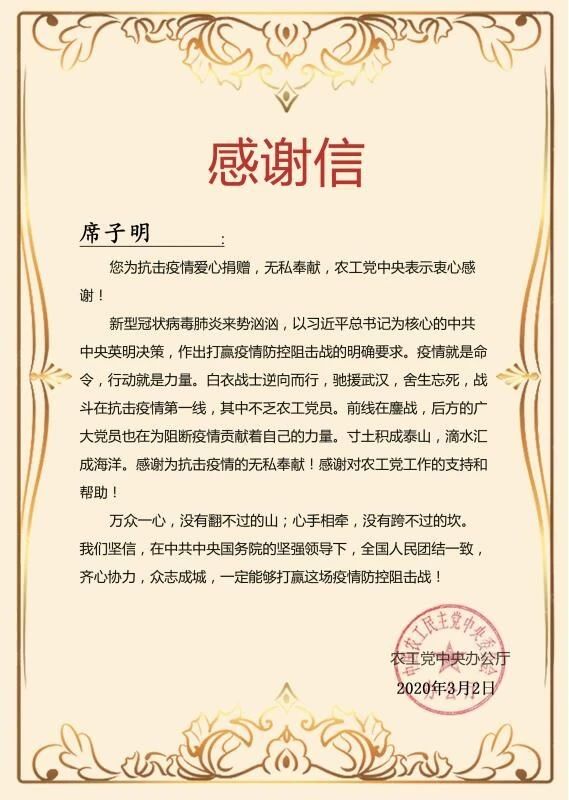 感谢信
席子明：
您为抗击疫情爱心捐赠，无私奉献，农工党中央表示衷心感
谢！
新型冠状病毒肺炎来势汹汹，以习近平总书记为核心的中共
中央英明决策，作出打赢疫情防控阻击战的明确要求。疫情就是命
令，行动就是力量。白衣战士逆向而行，驰援武汉，舍生忘死，战
斗在抗击疫情第一线，其中不乏农工党员。前线在鏖战，后方的广
大党员也在为阻断疫情贡献着自己的力量。寸土积成泰山，滴水汇
成海洋。感谢为抗击疫情的无私奉献！感谢对农工党工作的支持和
帮助！
万众一心，没有翻不过的山；心手相牵，没有跨不过的坎。
我们坚信，在中共中央国务院的坚强领导下，全国人民团结一致，
齐心协力，众志成城，一定能够打赢这场疫情防控阻击战！
中国农工民主党中央委员会
农工党中央办公厅
办公厅
2020年3月2日